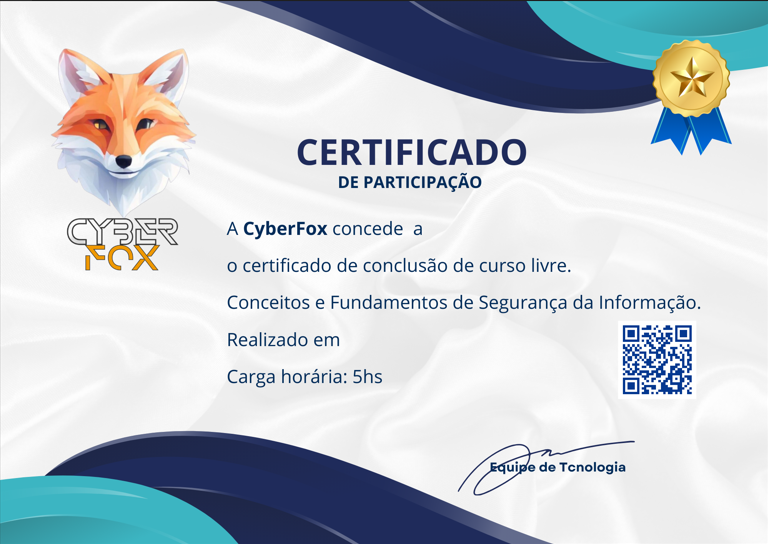 CYBER
FOX
CERTIFICADO
DE PARTICIPAÇÃO
A CyberFox concede a
o certificado de conclusão de curso livre.
Conceitos e Fundamentos de Segurança da Informação.
Realizado em
Carga horária: 5hs
Equipe de Tcnologia